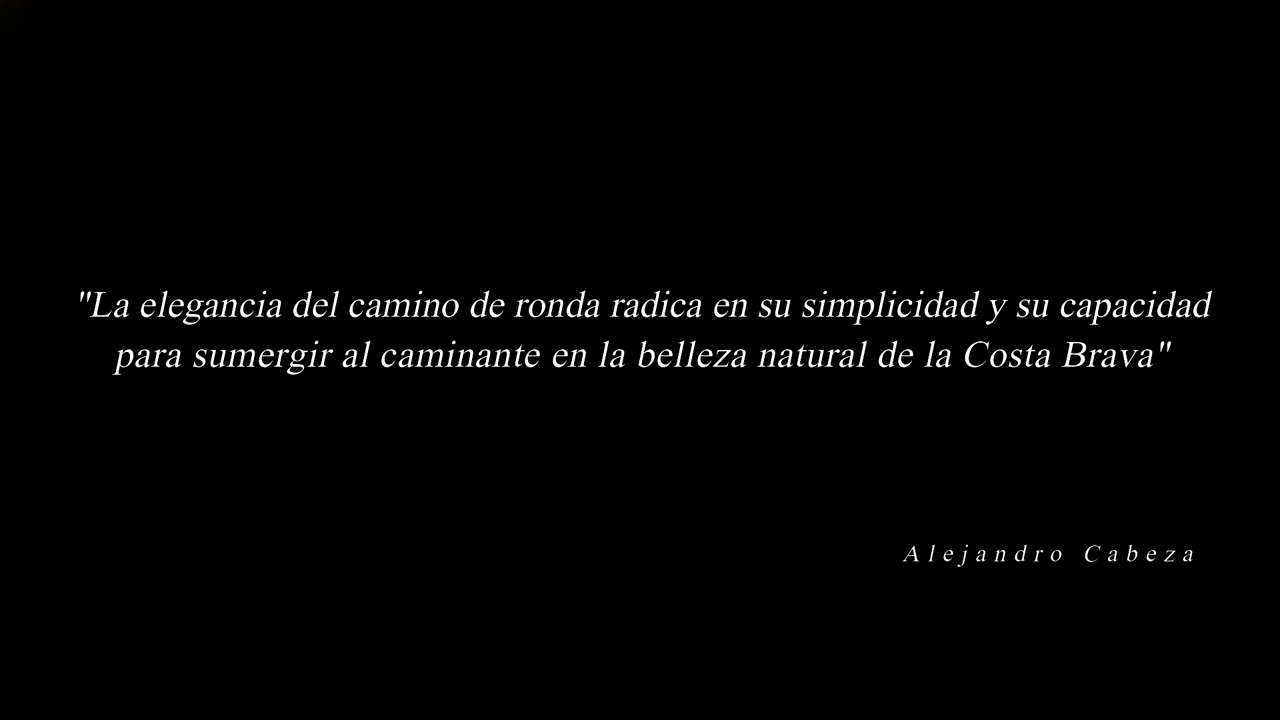 "La elegancia del camino de ronda radica en su simplicidad y su capacidad
para sumergir al caminante en la belleza natural de la Costa Brava"
Alejandro Cabeza